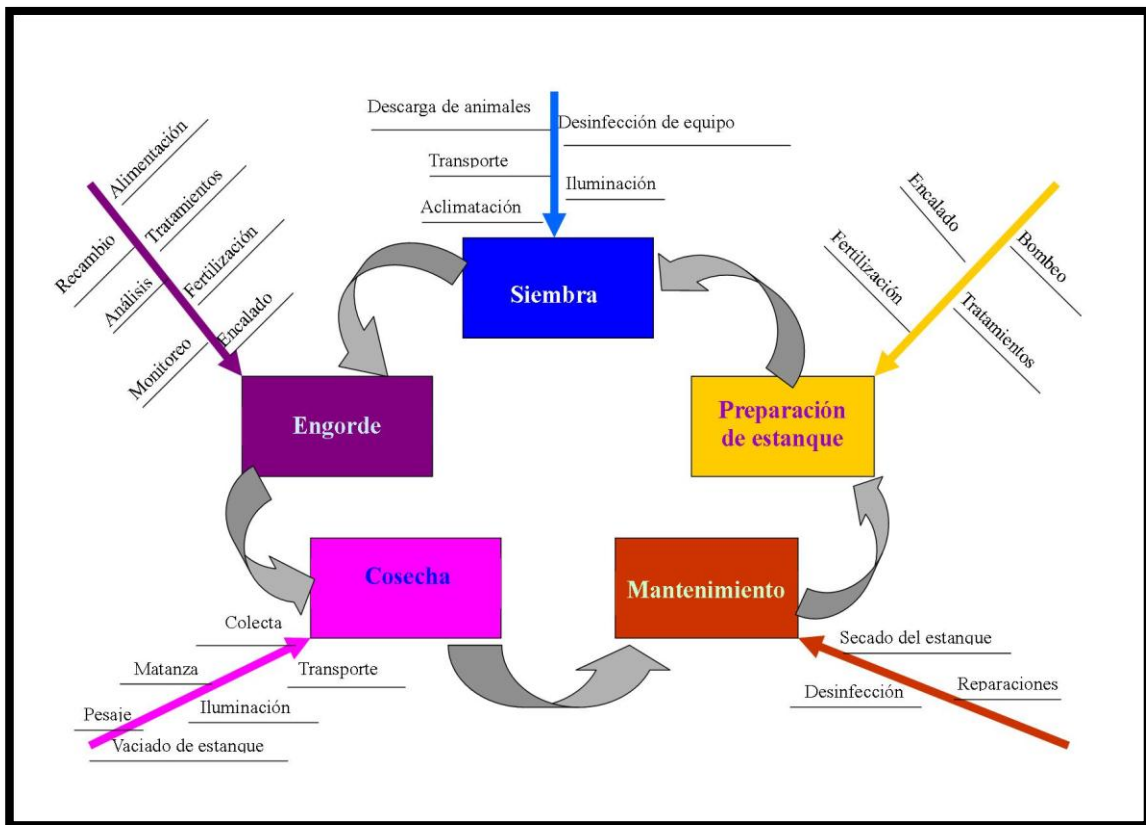 Descarga de animales
Desinfección de equipo
Transporte
Iluminación
Aclimatación
Siembra
Alimentación
Tratamientos
Recambio
Fertilización
Análisis
Encalado
Monitoreo
Engorde
Encalado
Bombeo
Fertilización
Tratamientos
Preparación
de estanque
Cosecha
Colecta
Matanza
Transporte
Pesaje
Iluminación
Vaciado de estanque
Mantenimiento
Secado del estanque
Desinfección
Reparaciones